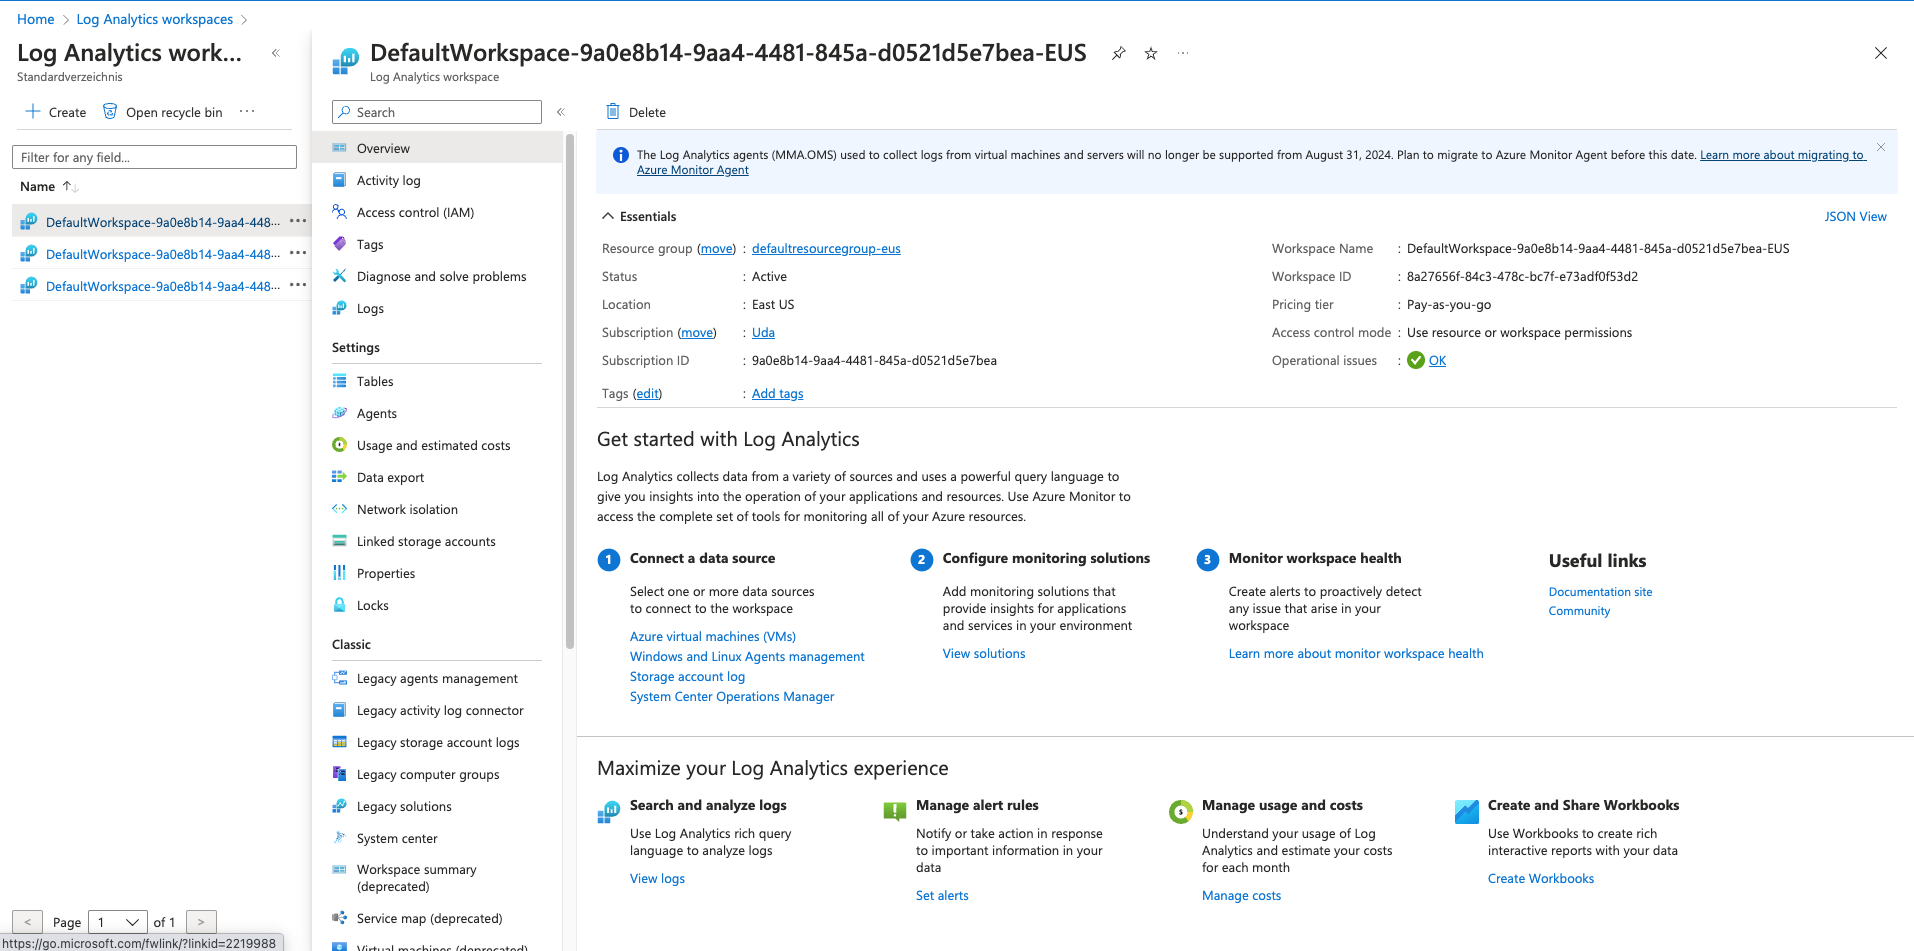 Home > Log Analytics workspaces >
Log Analytics work...
Standardverzeichnis
Create
Open recycle bin
Filter for any field...
Name
DefaultWorkspace-9a0e8b14-9aa4-448...
DefaultWorkspace-9a0e8b14-9aa4-448...
DefaultWorkspace-9a0e8b14-9aa4-448...
< Page 1 of 1 >
https://go.microsoft.com/fwlink/?linkid=2219988
DefaultWorkspace-9a0e8b14-9aa4-4481-845a-d0521d5e7bea-EUS
Log Analytics workspace
Search
Overview
Activity log
Access control (IAM)
Tags
Diagnose and solve problems
Logs
Settings
Tables
Agents
Usage and estimated costs
Data export
Network isolation
Linked storage accounts
Properties
Locks
Classic
Legacy agents management
Legacy activity log connector
Legacy storage account logs
Legacy computer groups
Legacy solutions
System center
Workspace summary
(deprecated)
Service map (deprecated)
Virtual machines (deprecated)
Delete
The Log Analytics agents (MMA.OMS) used to collect logs from virtual machines and servers will no longer be supported from August 31, 2024. Plan to migrate to Azure Monitor Agent before this date. Learn more about migrating to
Azure Monitor Agent
Essentials
JSON View
Resource group (move) : defaultresourcegroup-eus
Status : Active
Location : East US
Subscription (move) : Uda
Subscription ID : 9a0e8b14-9aa4-4481-845a-d0521d5e7bea
Tags (edit) : Add tags
Workspace Name : DefaultWorkspace-9a0e8b14-9aa4-4481-845a-d0521d5e7bea-EUS
Workspace ID : 8a27656f-84c3-478c-bc7f-e73adf0f53d2
Pricing tier : Pay-as-you-go
Access control mode : Use resource or workspace permissions
Operational issues : OK
Get started with Log Analytics
Log Analytics collects data from a variety of sources and uses a powerful query language to
give you insights into the operation of your applications and resources. Use Azure Monitor to
access the complete set of tools for monitoring all of your Azure resources.
1 Connect a data source
Select one or more data sources
to connect to the workspace
Azure virtual machines (VMs)
Windows and Linux Agents management
Storage account log
System Center Operations Manager
2 Configure monitoring solutions
Add monitoring solutions that
provide insights for applications
and services in your environment
View solutions
3 Monitor workspace health
Create alerts to proactively detect
any issue that arise in your
workspace
Learn more about monitor workspace health
Useful links
Documentation site
Community
Maximize your Log Analytics experience
Search and analyze logs
Use Log Analytics rich query
language to analyze logs
View logs
Manage alert rules
Notify or take action in response
to important information in your
data
Set alerts
Manage usage and costs
Understand your usage of Log
Analytics and estimate your costs
for each month
Manage costs
Create and Share Workbooks
Use Workbooks to create rich
interactive reports with your data
Create Workbooks